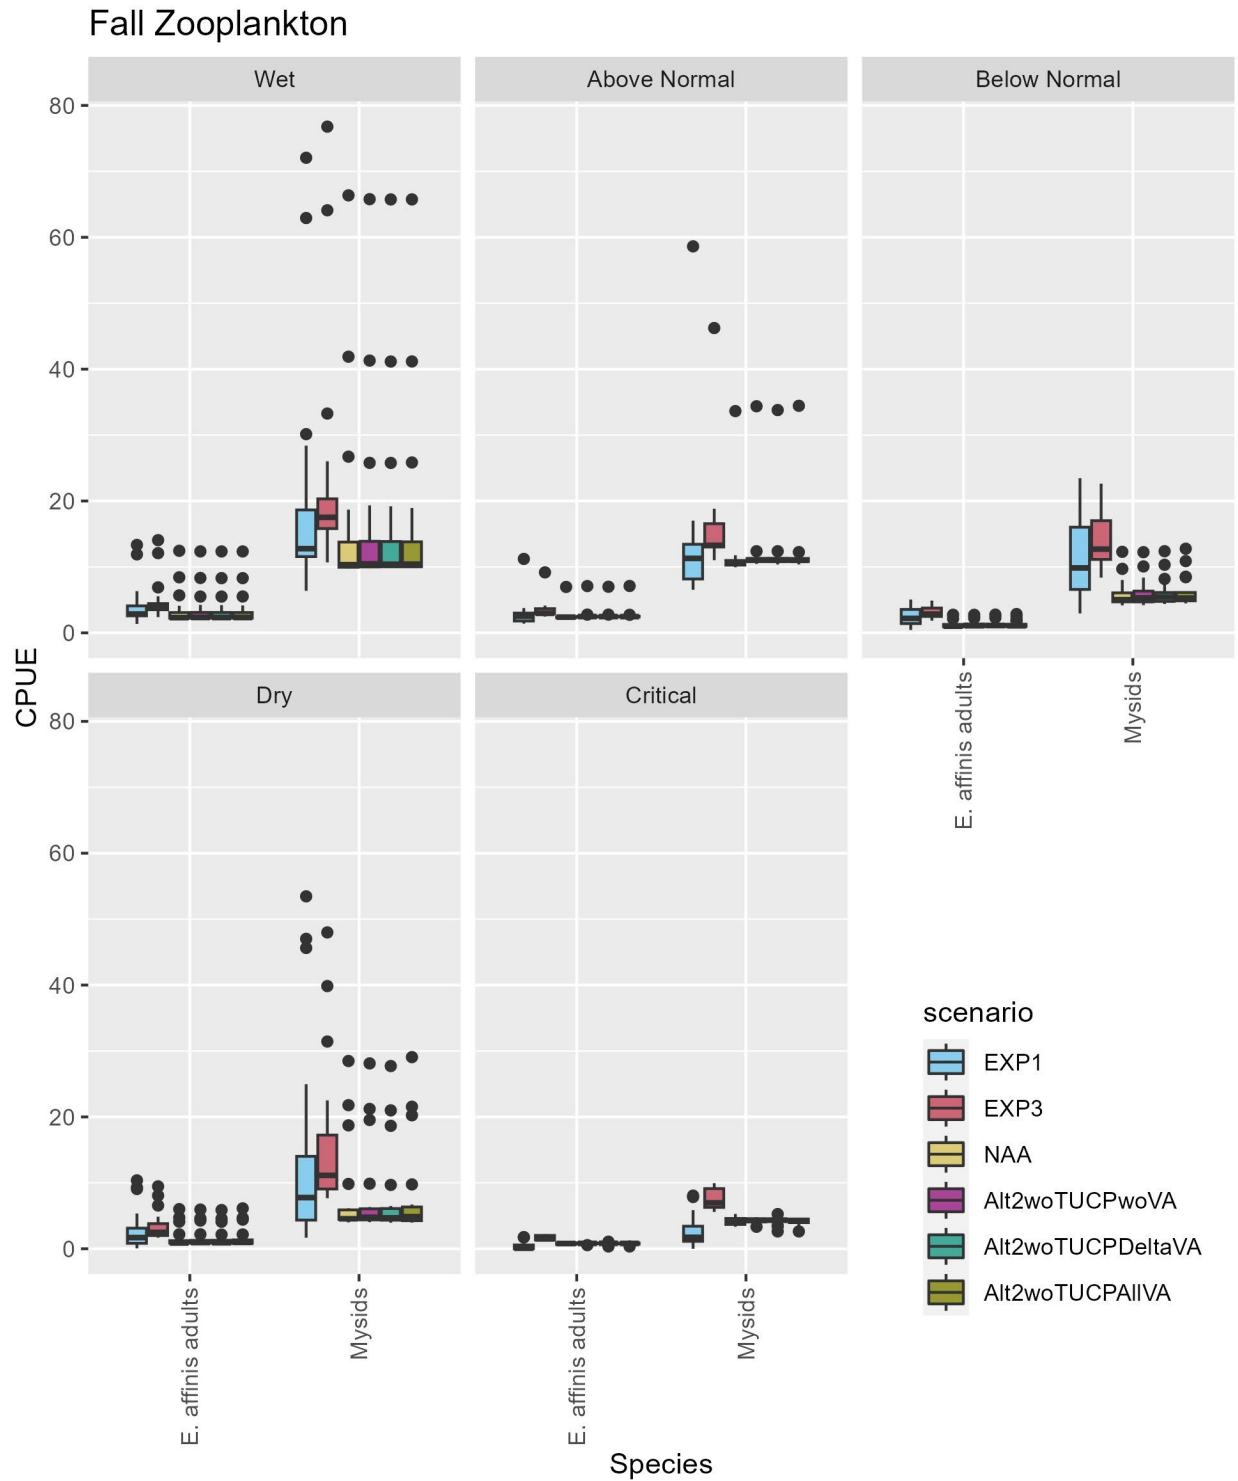 Fall Zooplankton
Wet
Above Normal
Below Normal
80
60
40
20
0
E. affinis adults
Mysids
CPUE
Dry
Critical
80
60
40
20
0
E. affinis adults
Mysids
E. affinis adults
Mysids
Species
scenario
EXP1
EXP3
NAA
Alt2woTUCPwoVA
Alt2woTUCPDeltaVA
Alt2woTUCPAllVA